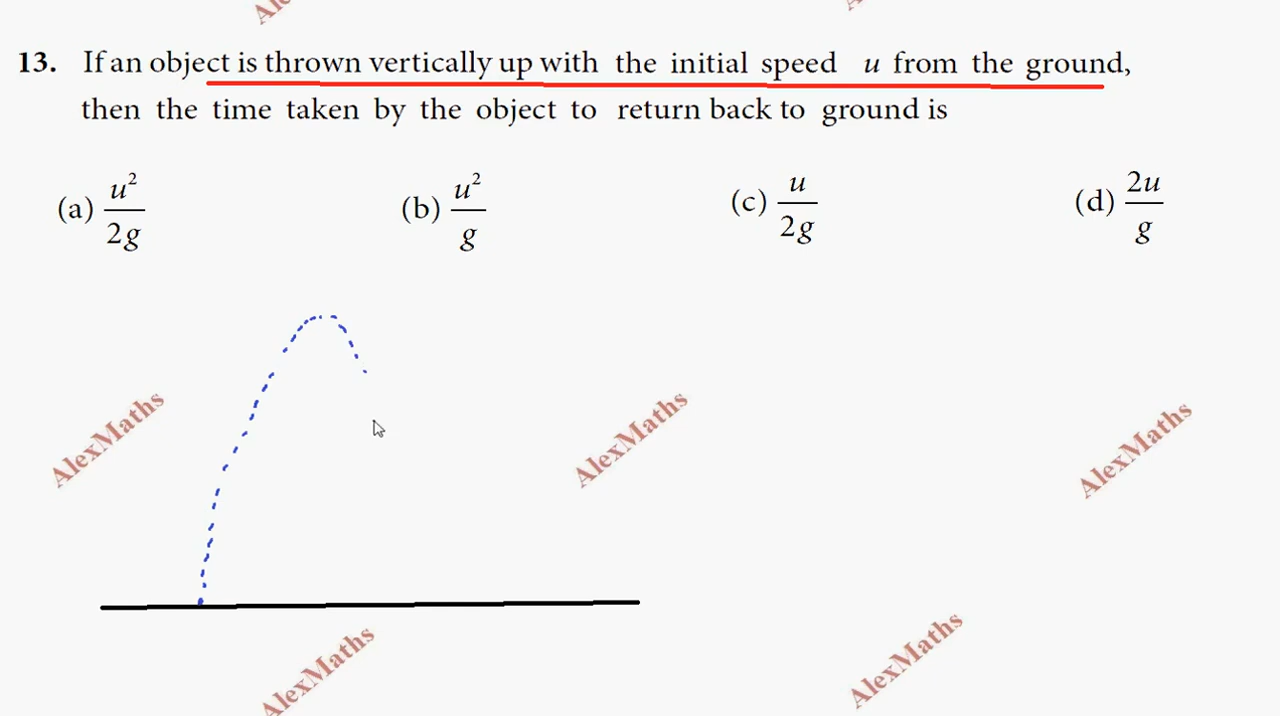 13. If an object is thrown vertically up with the initial speed u from the ground,
then the time taken by the object to return back to ground is
(a) u²/2g (b) u²/g (c) u/2g (d) 2u/g
AlexMaths AlexMaths AlexMaths
AlexMaths AlexMaths